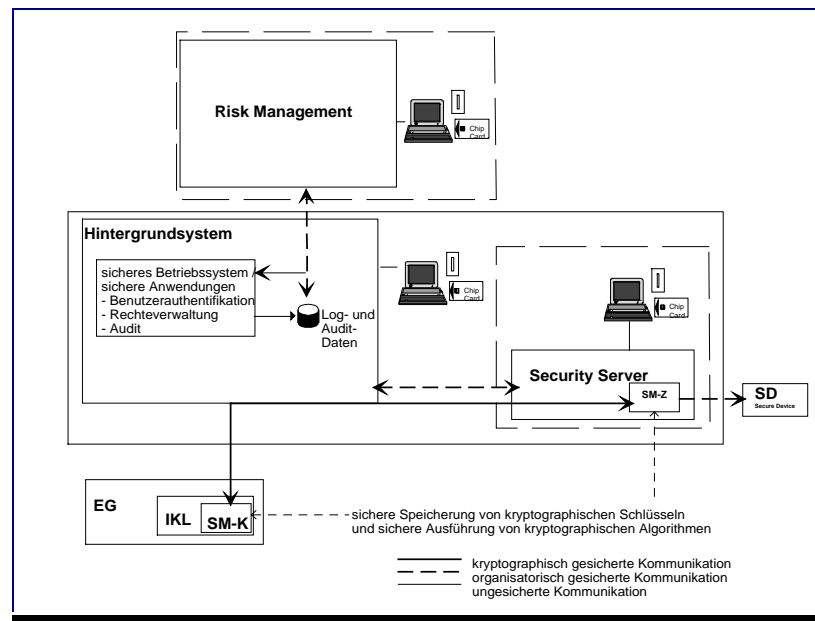 Risk Management
Chip
Card
Hintergrundsystem
sicheres Betriebssystem /
sichere Anwendungen
- Benutzerauthentifikation
- Rechteverwaltung
- Audit
Log- und
Audit-
Daten
Chip
Card
Chip
Card
Security Server
SM-Z
SD
Secure Device
EG
IKL
SM-K
sichere Speicherung von kryptographischen Schlüsseln
und sichere Ausführung von kryptographischen Algorithmen
kryptographisch gesicherte Kommunikation
organisatorisch gesicherte Kommunikation
ungesicherte Kommunikation